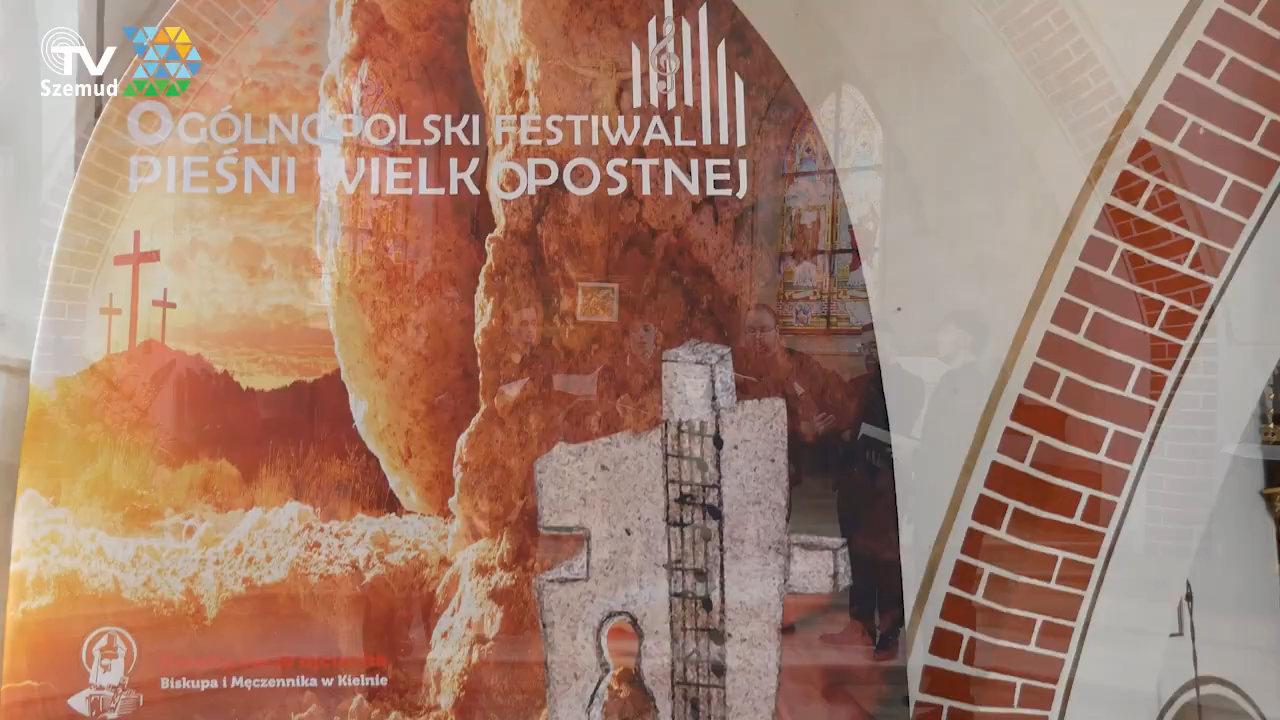 TV
Szemud
OGÓLNOPOLSKI FESTIWAL
PIEŚNI WIELKOPOSTNEJ
Biskupa i Męczennika w Kielnie